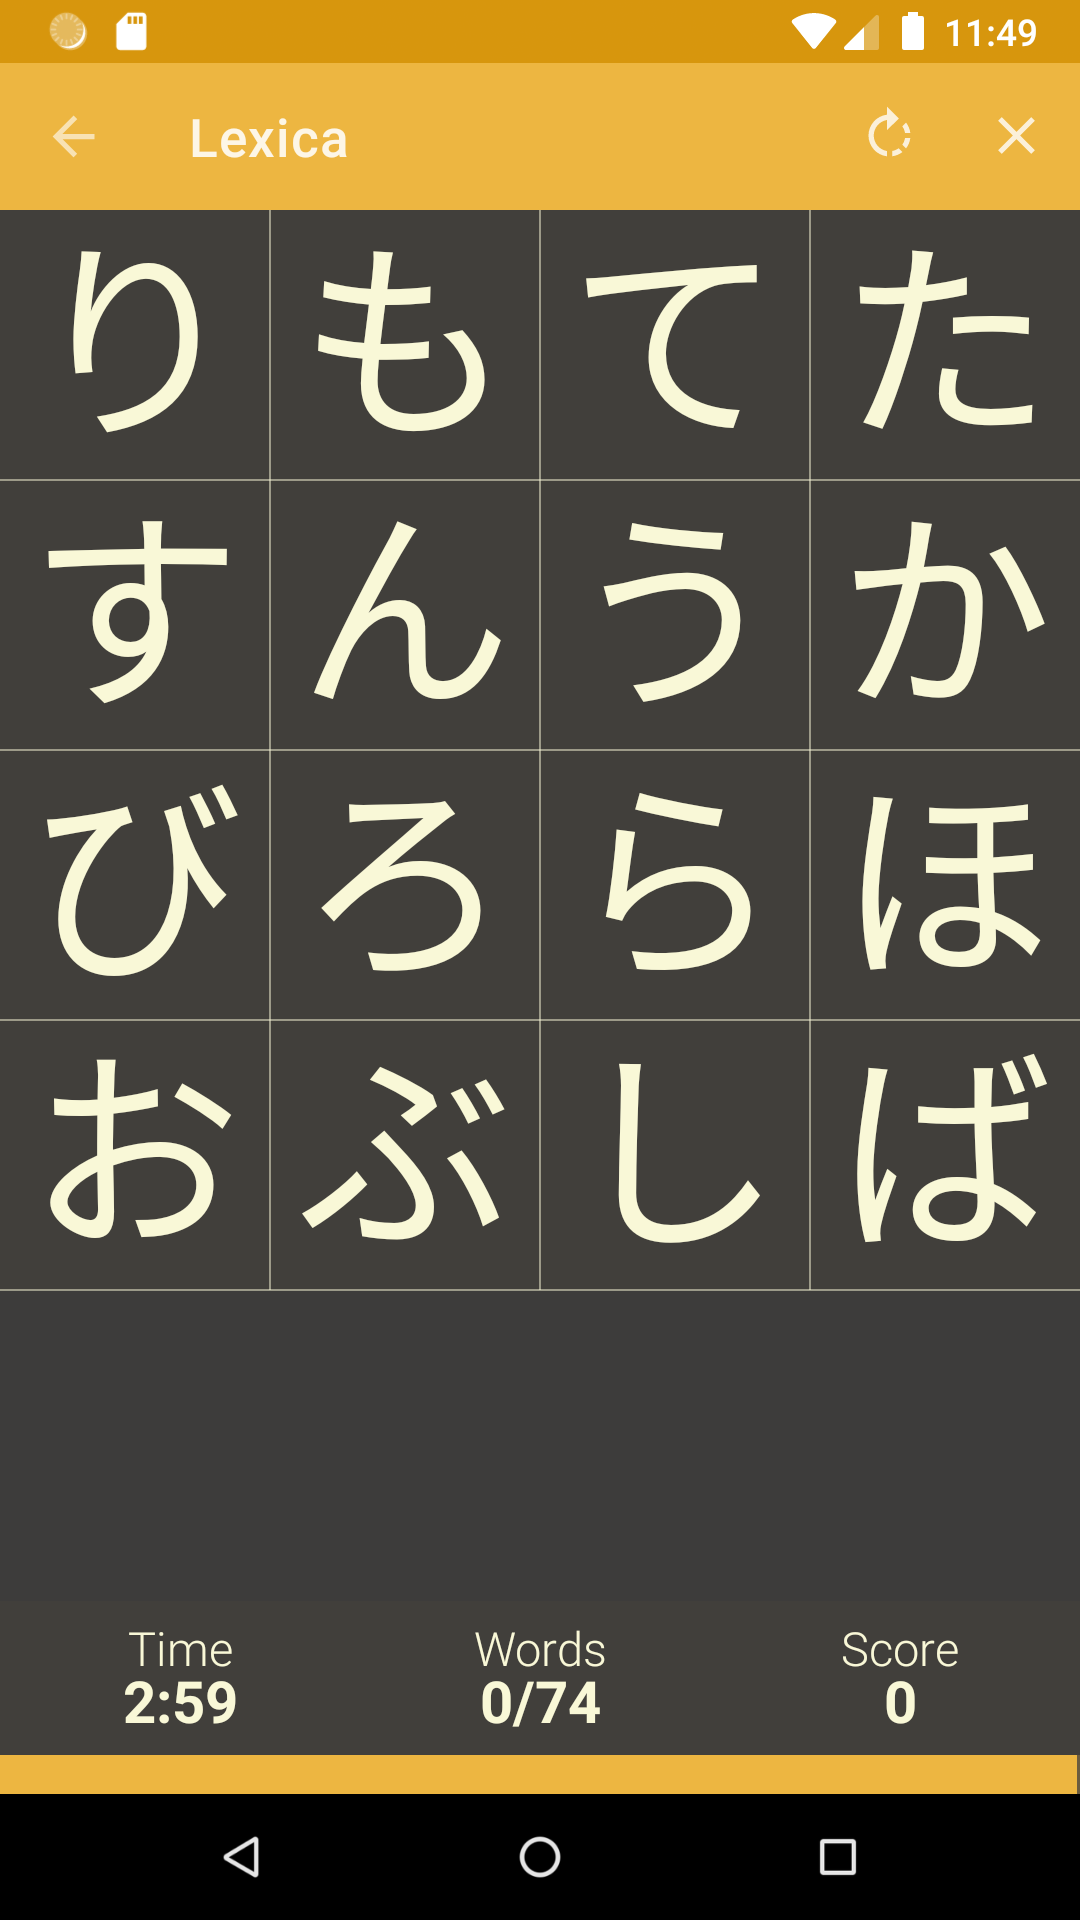 11:49
Lexica
り も て た
す ん う か
び ろ ら ほ
お ぶ し ば
Time Words Score
2:59 0/74 0